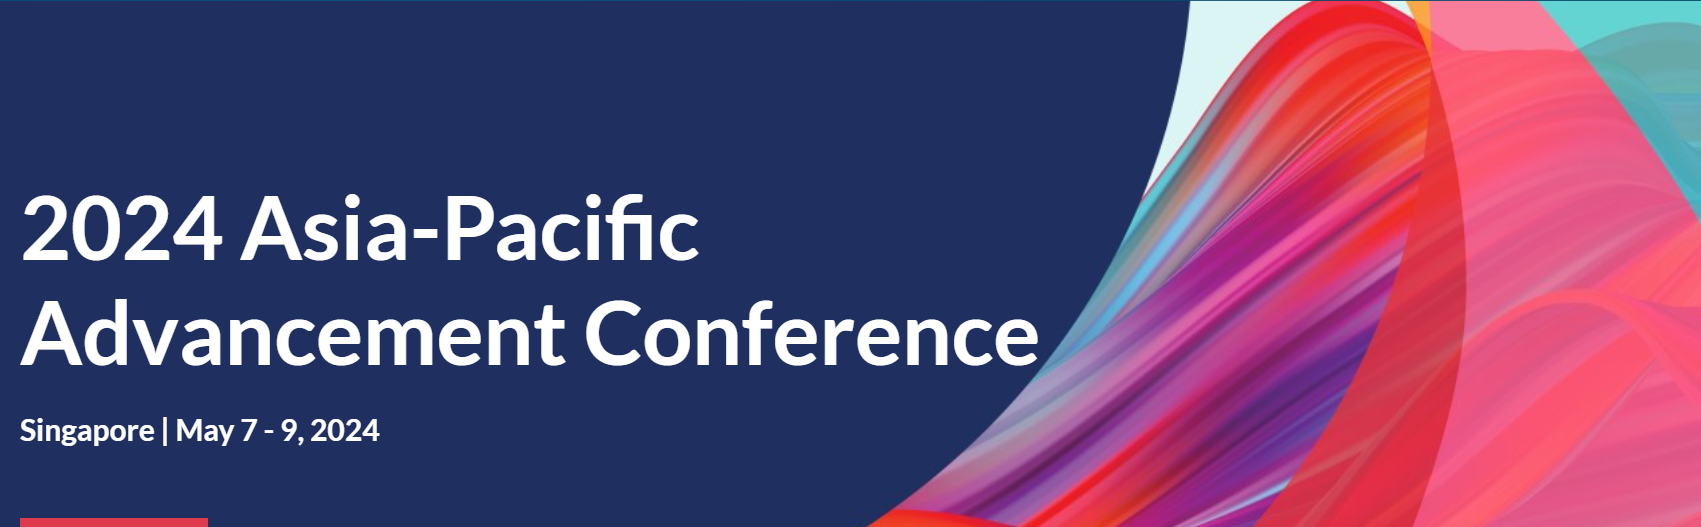 2024 Asia-Pacific
Advancement Conference
Singapore | May 7 - 9, 2024